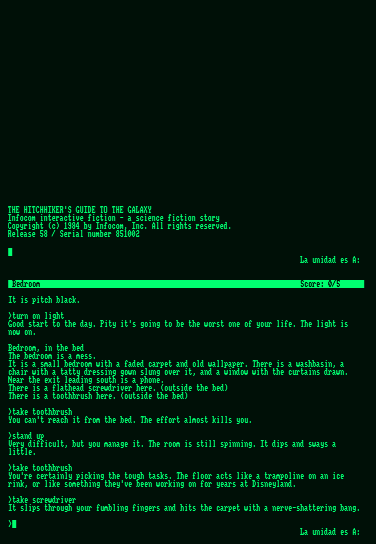 THE HITCHHIKER'S GUIDE TO THE GALAXY
Infocom interactive fiction - a science fiction story
Copyright (c) 1984 by Infocom, Inc. All rights reserved.
Release 58 / Serial number 851002
La unidad es A:
Bedroom Score: 0/5
It is pitch black.
>turn on light
Good start to the day. Pity it's going to be the worst one of your life. The light is
now on.
Bedroom, in the bed
The bedroom is a mess.
It is a small bedroom with a faded carpet and old wallpaper. There is a washbasin, a
chair with a tatty dressing gown slung over it, and a window with the curtains drawn.
Near the exit leading south is a phone.
There is a flathead screwdriver here. (outside the bed)
There is a toothbrush here. (outside the bed)
>take toothbrush
You can't reach it from the bed. The effort almost kills you.
>stand up
Very difficult, but you manage it. The room is still spinning. It dips and sways a
little.
>take toothbrush
You're certainly picking the tough tasks. The floor acts like a trampoline on an ice
rink, or like something they've been working on for years at Disneyland.
>take screwdriver
It slips through your fumbling fingers and hits the carpet with a nerve-shattering bang.
>
La unidad es A: